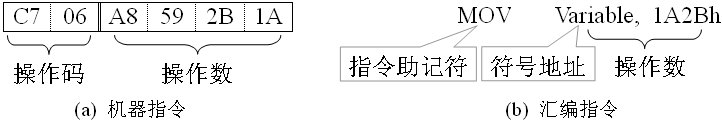 C7 06 A8 59 2B 1A
操作码 操作数
(a) 机器指令
MOV Variable, 1A2Bh
指令助记符 符号地址 操作数
(b) 汇编指令